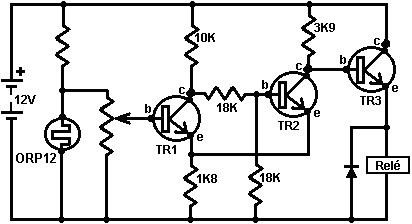 10K
3K9
c
c
c
+
12V
b
18K
b
b
TR3
e
TR2
e
TR1
e
ORP12
1K8
18K
Relé